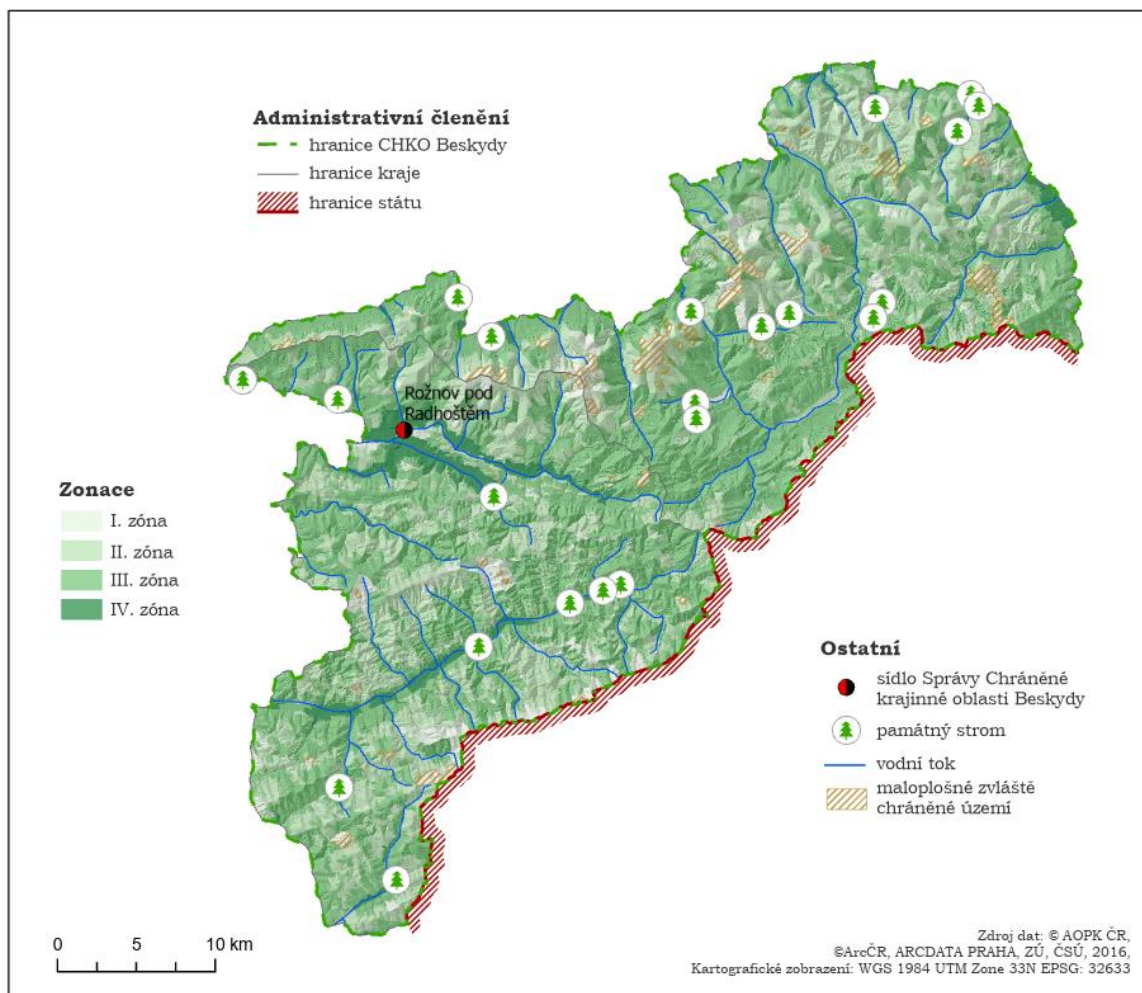 Administrativní členění
hranice CHKO Beskydy
hranice kraje
hranice státu
Rožnov pod
Radhoštěm
Zonace
I. zóna
II. zóna
III. zóna
IV. zóna
Ostatní
sídlo Správy Chráněné
krajinné oblasti Beskydy
památný strom
vodní tok
maloplošné zvláště
chráněné území
0 5 10 km
Zdroj dat: © AOPK ČR,
©ArcČR, ARCDATA PRAHA, ZÚ, ČSÚ, 2016,
Kartografické zobrazení: WGS 1984 UTM Zone 33N EPSG: 32633